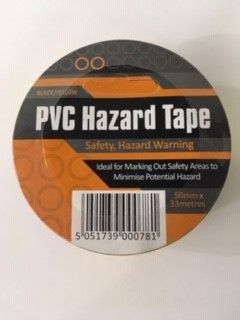 BLACK/YELLOW
PVC Hazard Tape
Safety, Hazard Warning
Ideal for Marking Out Safety Areas to
Minimise Potential Hazard
50mm x
33metres
5 051739 000781